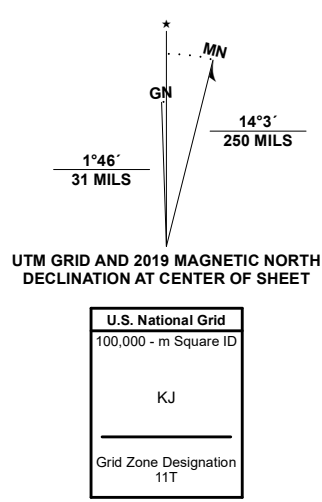 ★
MN
GN
14°3´
250 MILS
1°46´
31 MILS
UTM GRID AND 2019 MAGNETIC NORTH
DECLINATION AT CENTER OF SHEET
U.S. National Grid
100,000 - m Square ID
KJ
Grid Zone Designation
11T